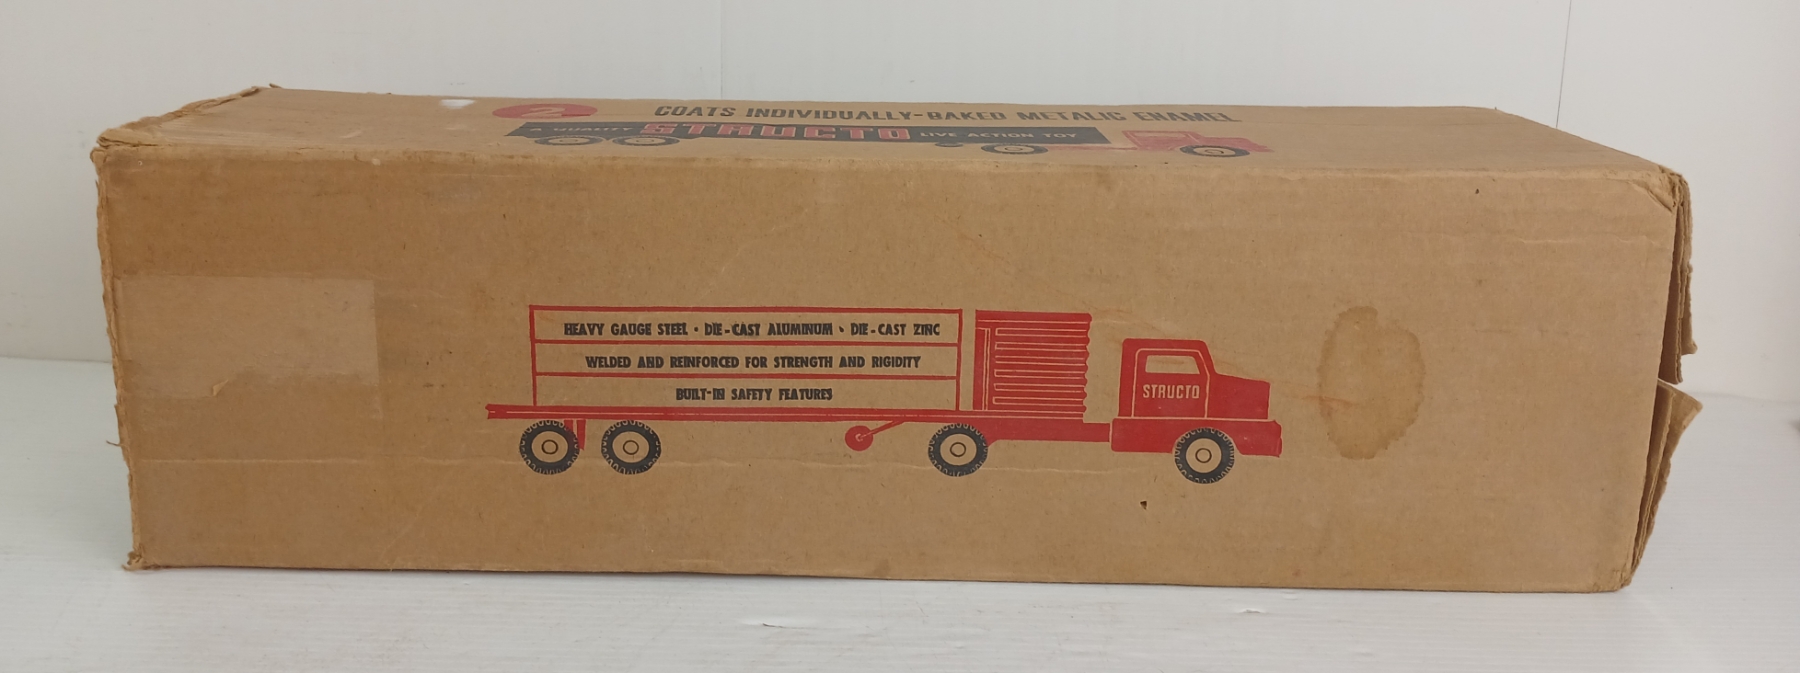 2 COATS INDIVIDUALLY-BAKED METALIC ENAMEL
A QUALITY STRUCTO LIVE ACTION TOY
HEAVY GAUGE STEEL • DIE-CAST ALUMINUM • DIE-CAST ZINC
WELDED AND REINFORCED FOR STRENGTH AND RIGIDITY
BUILT-IN SAFETY FEATURES
STRUCTO